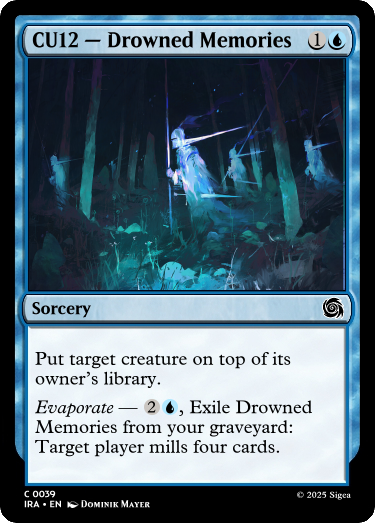 CU12 — Drowned Memories 1
Sorcery
Put target creature on top of its
owner's library.
Evaporate — 2, Exile Drowned
Memories from your graveyard:
Target player mills four cards.
C 0039
IRA • EN Dominik Mayer
© 2025 Sigea